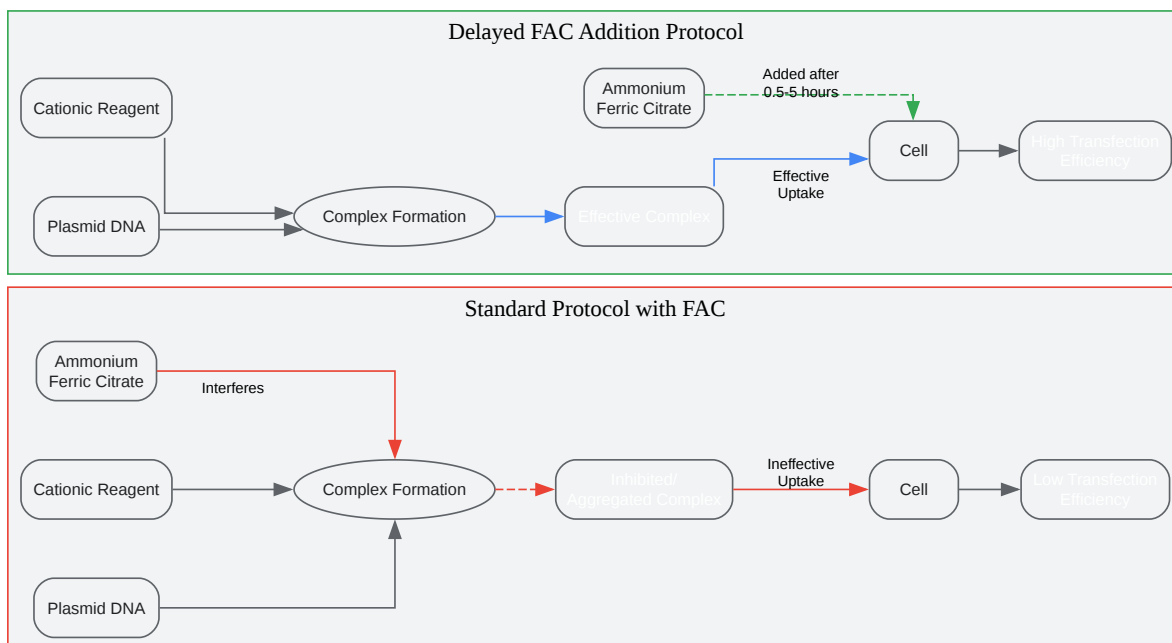 Delayed FAC Addition Protocol
Cationic Reagent
Plasmid DNA
Complex Formation
Effective Complex
Ammonium
Ferric Citrate
Added after
0.5-5 hours
Effective
Uptake
Cell
High Transfection
Efficiency
Standard Protocol with FAC
Ammonium
Ferric Citrate
Interferes
Cationic Reagent
Plasmid DNA
Complex Formation
Inhibited/
Aggregated Complex
Ineffective
Uptake
Cell
Low Transfection
Efficiency